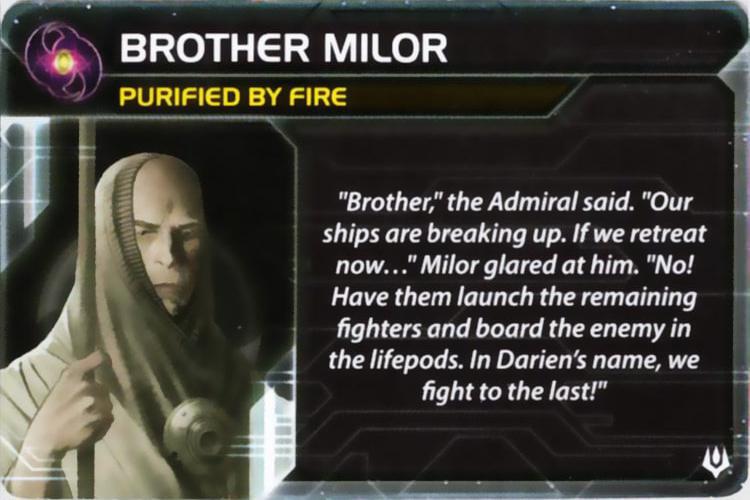 BROTHER MILOR
PURIFIED BY FIRE
"Brother," the Admiral said. "Our
ships are breaking up. If we retreat
now…" Milor glared at him. "No!
Have them launch the remaining
fighters and board the enemy in
the lifepods. In Darien's name, we
fight to the last!"